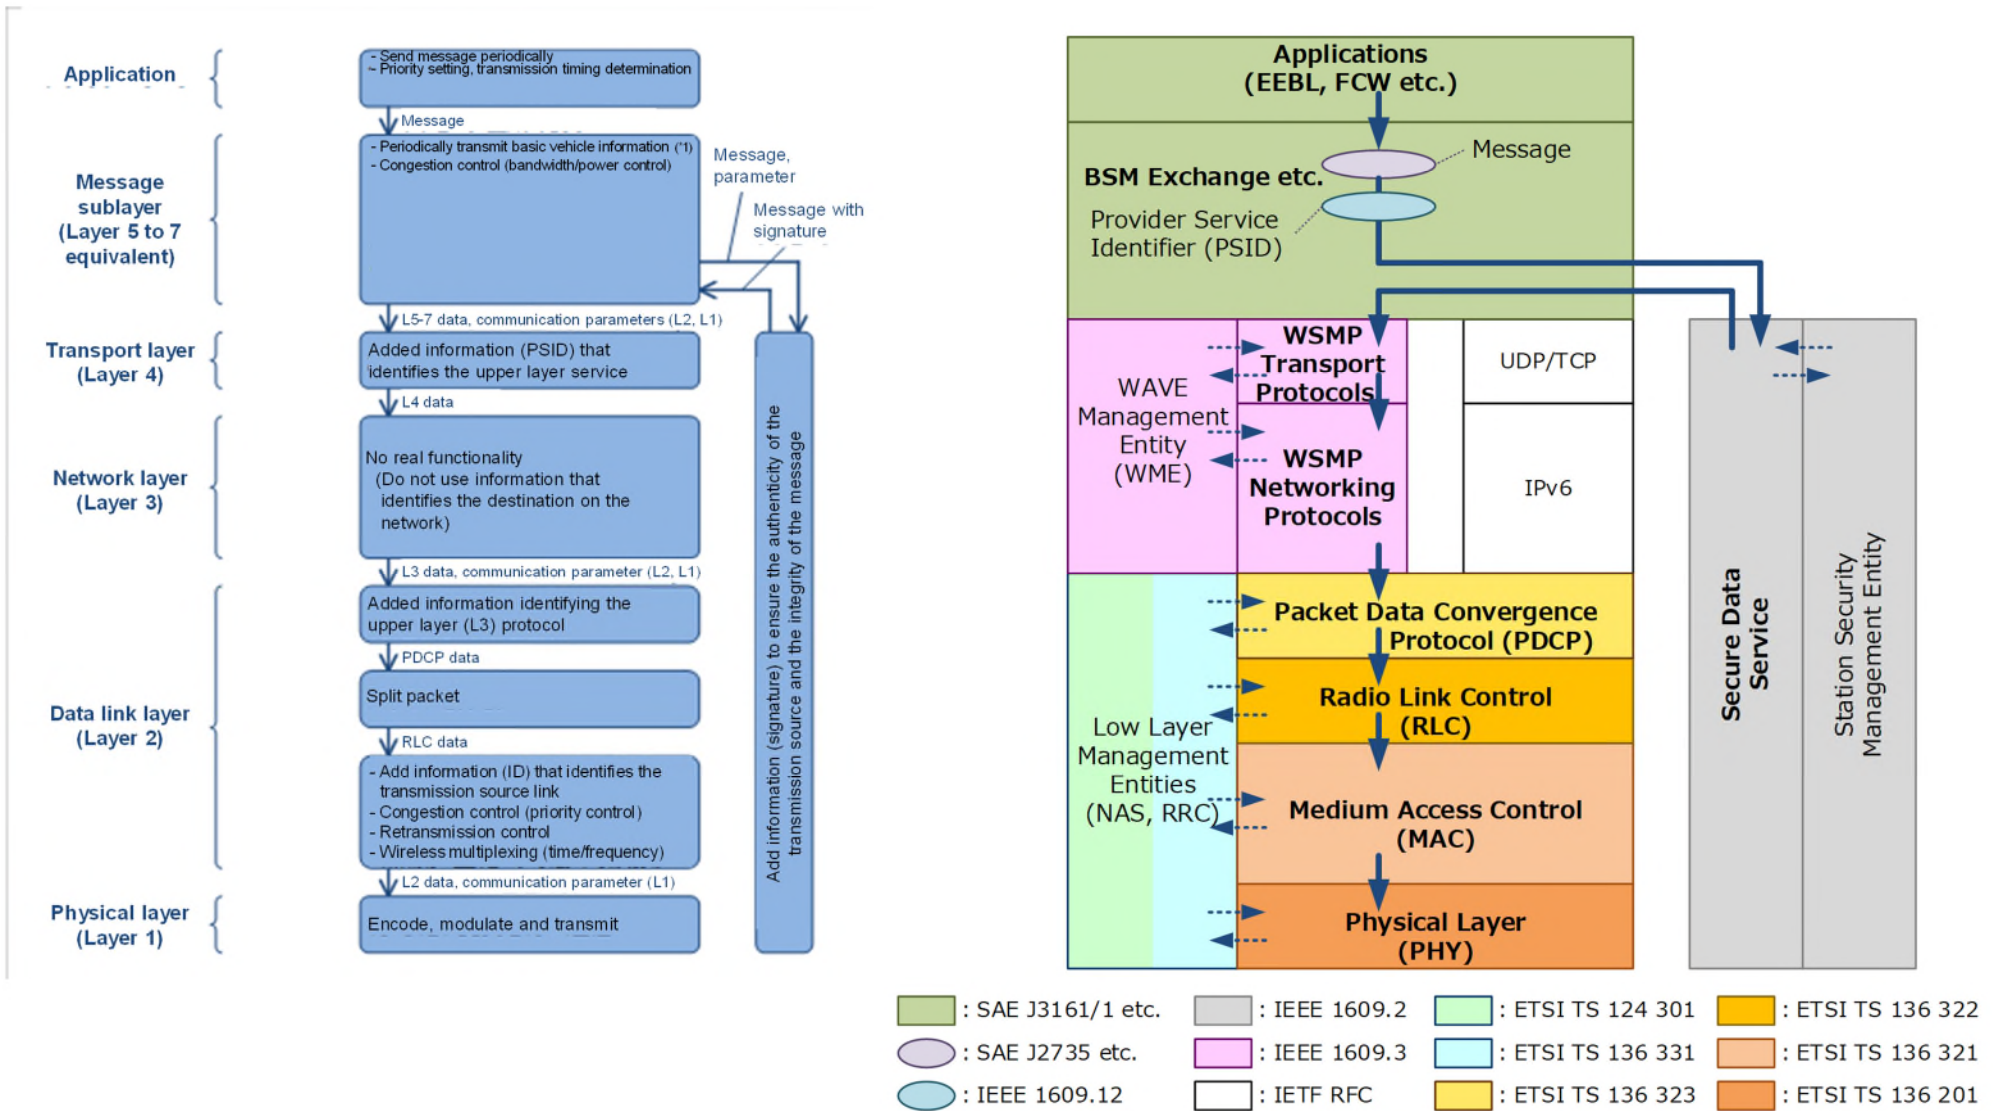 Application
- Send message periodically
- Priority setting, transmission timing determination
Message
Message
sublayer
(Layer 5 to 7
equivalent)
- Periodically transmit basic vehicle information (*1)
- Congestion control (bandwidth/power control)
Message,
parameter
Message with
signature
L5-7 data, communication parameters (L2, L1)
Transport layer
(Layer 4)
Added information (PSID) that
identifies the upper layer service
L4 data
Network layer
(Layer 3)
No real functionality
(Do not use information that
identifies the destination on the
network)
L3 data, communication parameter (L2, L1)
Data link layer
(Layer 2)
Added information identifying the
upper layer (L3) protocol
PDCP data
Split packet
RLC data
- Add information (ID) that identifies the
transmission source link
- Congestion control (priority control)
- Retransmission control
- Wireless multiplexing (time/frequency)
L2 data, communication parameter (L1)
Physical layer
(Layer 1)
Encode, modulate and transmit
Add information (signature) to ensure the authenticity of the
transmission source and the integrity of the message
Applications
(EEBL, FCW etc.)
Message
BSM Exchange etc.
Provider Service
Identifier (PSID)
WAVE
Management
Entity
(WME)
WSMP
Transport
Protocols
UDP/TCP
WSMP
Networking
Protocols
IPv6
Low Layer
Management
Entities
(NAS, RRC)
Packet Data Convergence
Protocol (PDCP)
Radio Link Control
(RLC)
Medium Access Control
(MAC)
Physical Layer
(PHY)
Secure Data
Service
Station Security
Management Entity
: SAE J3161/1 etc.
: IEEE 1609.2
: ETSI TS 124 301
: ETSI TS 136 322
: SAE J2735 etc.
: IEEE 1609.3
: ETSI TS 136 331
: ETSI TS 136 321
: IEEE 1609.12
: IETF RFC
: ETSI TS 136 323
: ETSI TS 136 201